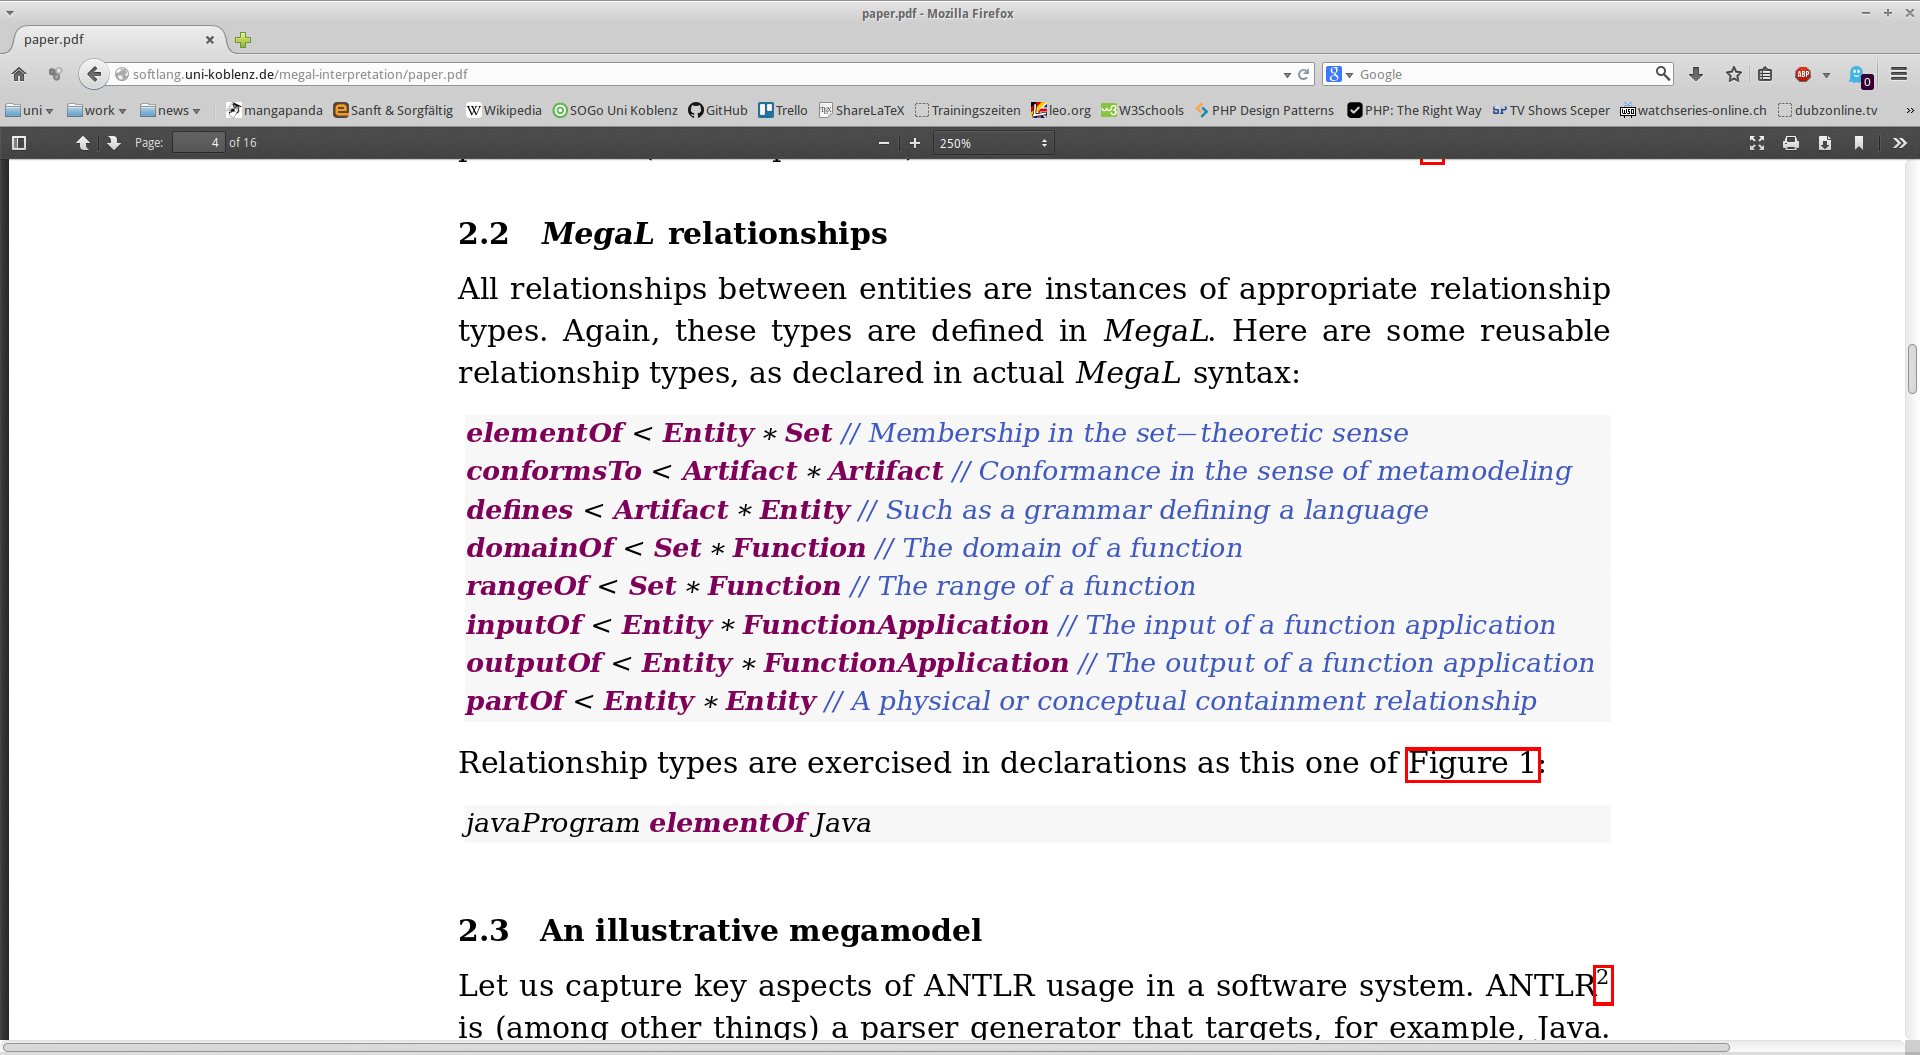 paper.pdf - Mozilla Firefox
paper.pdf
softlang.uni-koblenz.de/megal-interpretation/paper.pdf
Google
ABP
0
uni work news mangapanda Sanft & Sorgfältig Wikipedia SOGo Uni Koblenz GitHub Trello ShareLaTeX Trainingszeiten leo.org W3Schools PHP Design Patterns PHP: The Right Way TV Shows Sceper watchseries-online.ch dubzonline.tv
Page: 4 of 16 250%
2.2 MegaL relationships
All relationships between entities are instances of appropriate relationship
types. Again, these types are defined in MegaL. Here are some reusable
relationship types, as declared in actual MegaL syntax:
elementOf < Entity * Set // Membership in the set−theoretic sense
conformsTo < Artifact * Artifact // Conformance in the sense of metamodeling
defines < Artifact * Entity // Such as a grammar defining a language
domainOf < Set * Function // The domain of a function
rangeOf < Set * Function // The range of a function
inputOf < Entity * FunctionApplication // The input of a function application
outputOf < Entity * FunctionApplication // The output of a function application
partOf < Entity * Entity // A physical or conceptual containment relationship
Relationship types are exercised in declarations as this one of Figure 1:
javaProgram elementOf Java
2.3 An illustrative megamodel
Let us capture key aspects of ANTLR usage in a software system. ANTLR2
is (among other things) a parser generator that targets, for example, Java.